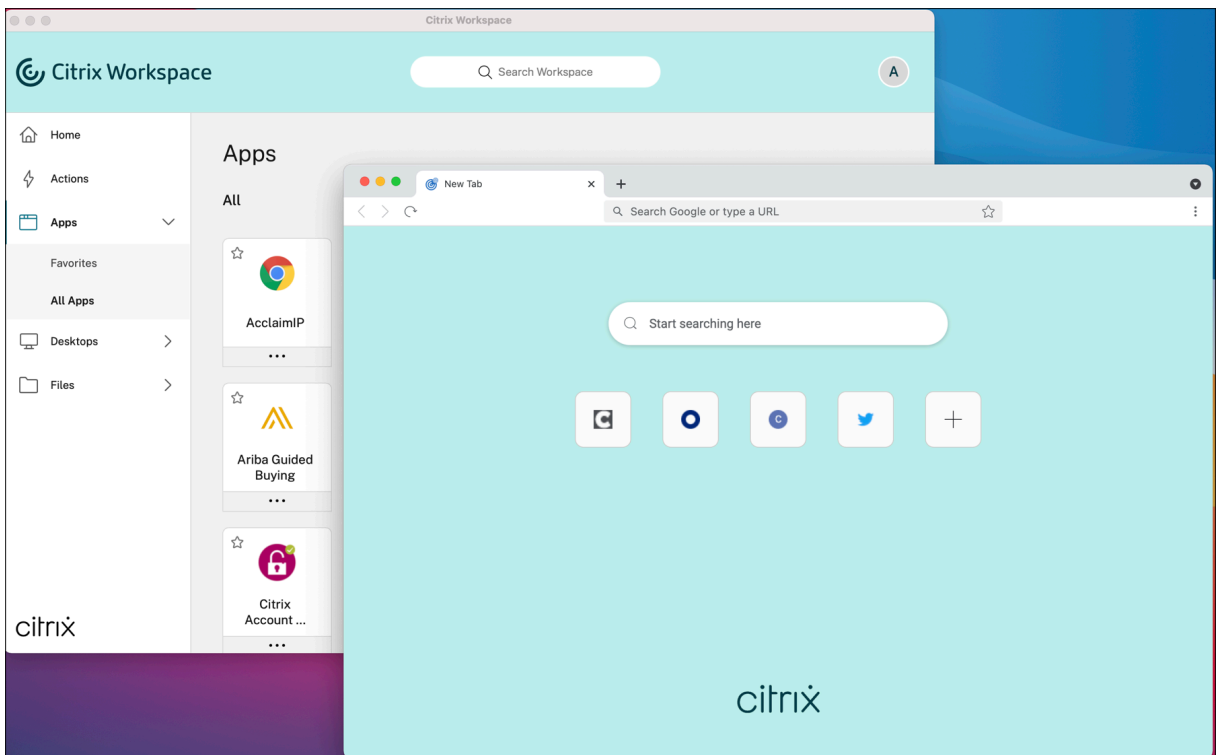 Citrix Workspace
Citrix Workspace
Search Workspace
A
Home
Actions
Apps
Favorites
All Apps
Desktops
Files
citrix
Apps
All
AcclaimIP
Ariba Guided
Buying
Citrix
Account ...
New Tab
Search Google or type a URL
Start searching here
C
C
citrix